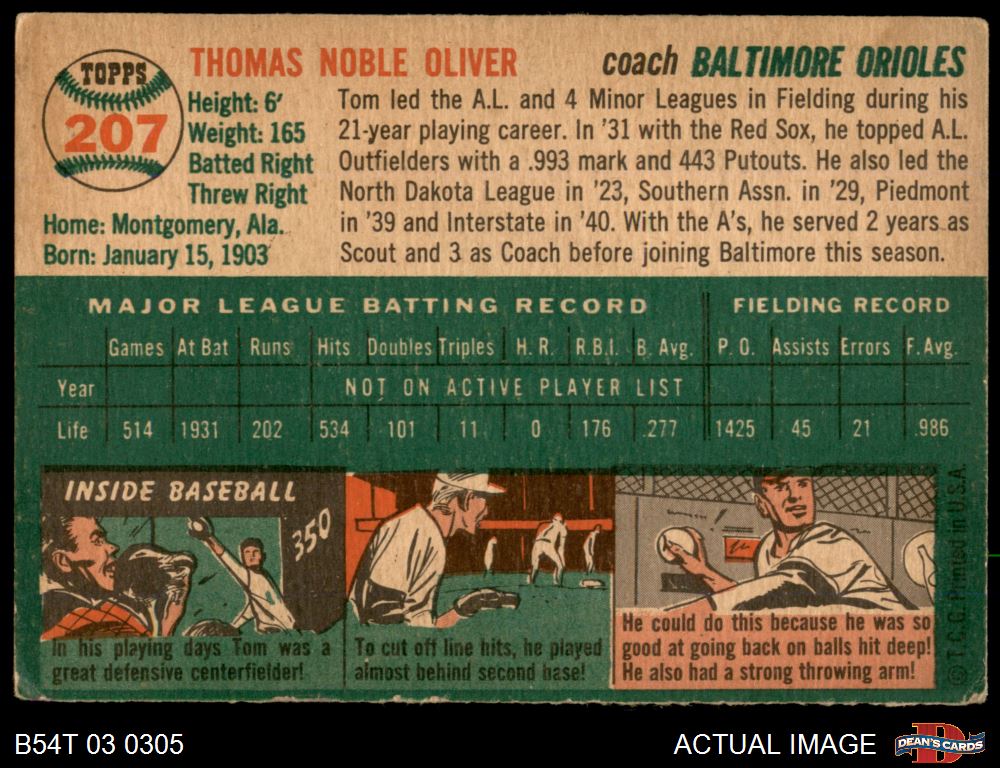 TOPPS
207
THOMAS NOBLE OLIVER
coach BALTIMORE ORIOLES
Height: 6'
Weight: 165
Batted Right
Threw Right
Home: Montgomery, Ala.
Born: January 15, 1903
Tom led the A.L. and 4 Minor Leagues in Fielding during his
21-year playing career. In '31 with the Red Sox, he topped A.L.
Outfielders with a .993 mark and 443 Putouts. He also led the
North Dakota League in '23, Southern Assn. in '29, Piedmont
in '39 and Interstate in '40. With the A's, he served 2 years as
Scout and 3 as Coach before joining Baltimore this season.
MAJOR LEAGUE BATTING RECORD FIELDING RECORD
Games At Bat Runs Hits Doubles Triples H. R. R.B.I. B. Avg. P. O. Assists Errors F. Avg.
Year NOT ON ACTIVE PLAYER LIST
Life 514 1931 202 534 101 11 0 176 .277 1425 45 21 .986
INSIDE BASEBALL
350
In his playing days Tom was a
great defensive centerfielder!
To cut off line hits, he played
almost behind second base!
He could do this because he was so
good at going back on balls hit deep!
He also had a strong throwing arm!
© T.C.G. Printed in U.S.A.
B54T 03 0305
ACTUAL IMAGE
DEAN'S CARDS